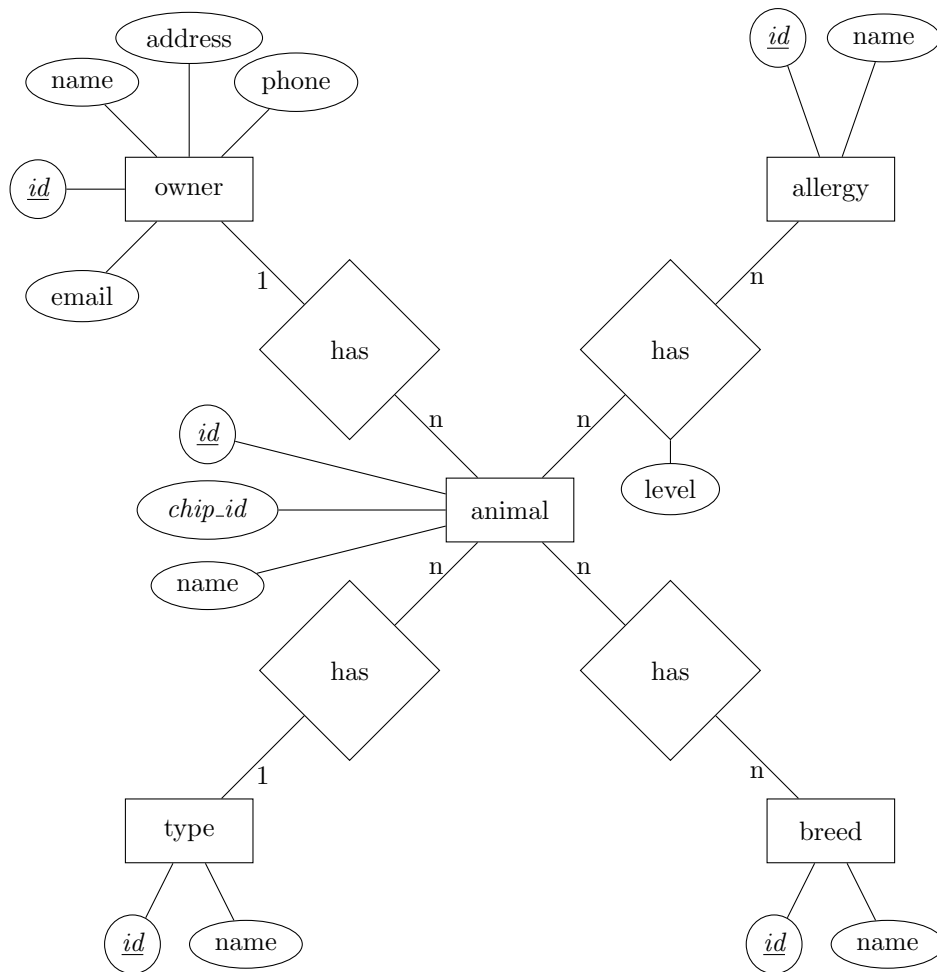 address
id
name
name
phone
id
owner
allergy
1
n
email
has
has
n
n
id
level
chip_id
animal
n
n
name
has
has
1
n
type
breed
id
name
id
name